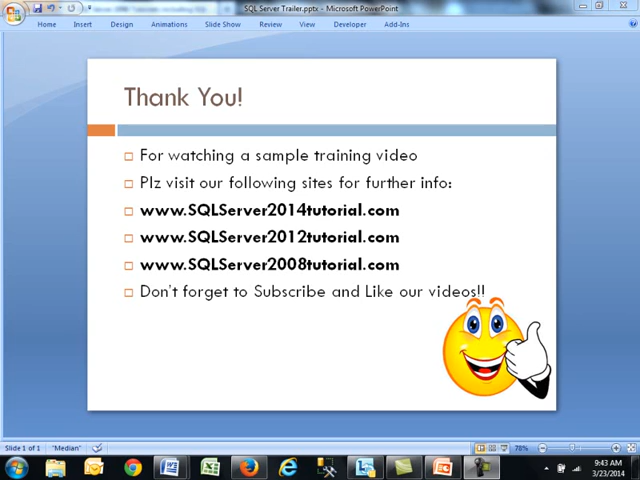 SQL Server Trailer.pptx - Microsoft PowerPoint
Home Insert Design Animations Slide Show Review View Developer Add-Ins
Thank You!
For watching a sample training video
Plz visit our following sites for further info:
www.SQLServer2014tutorial.com
www.SQLServer2012tutorial.com
www.SQLServer2008tutorial.com
Don't forget to Subscribe and Like our videos!!
Slide 1 of 1 "Median" 78%
9:43 AM
3/23/2014